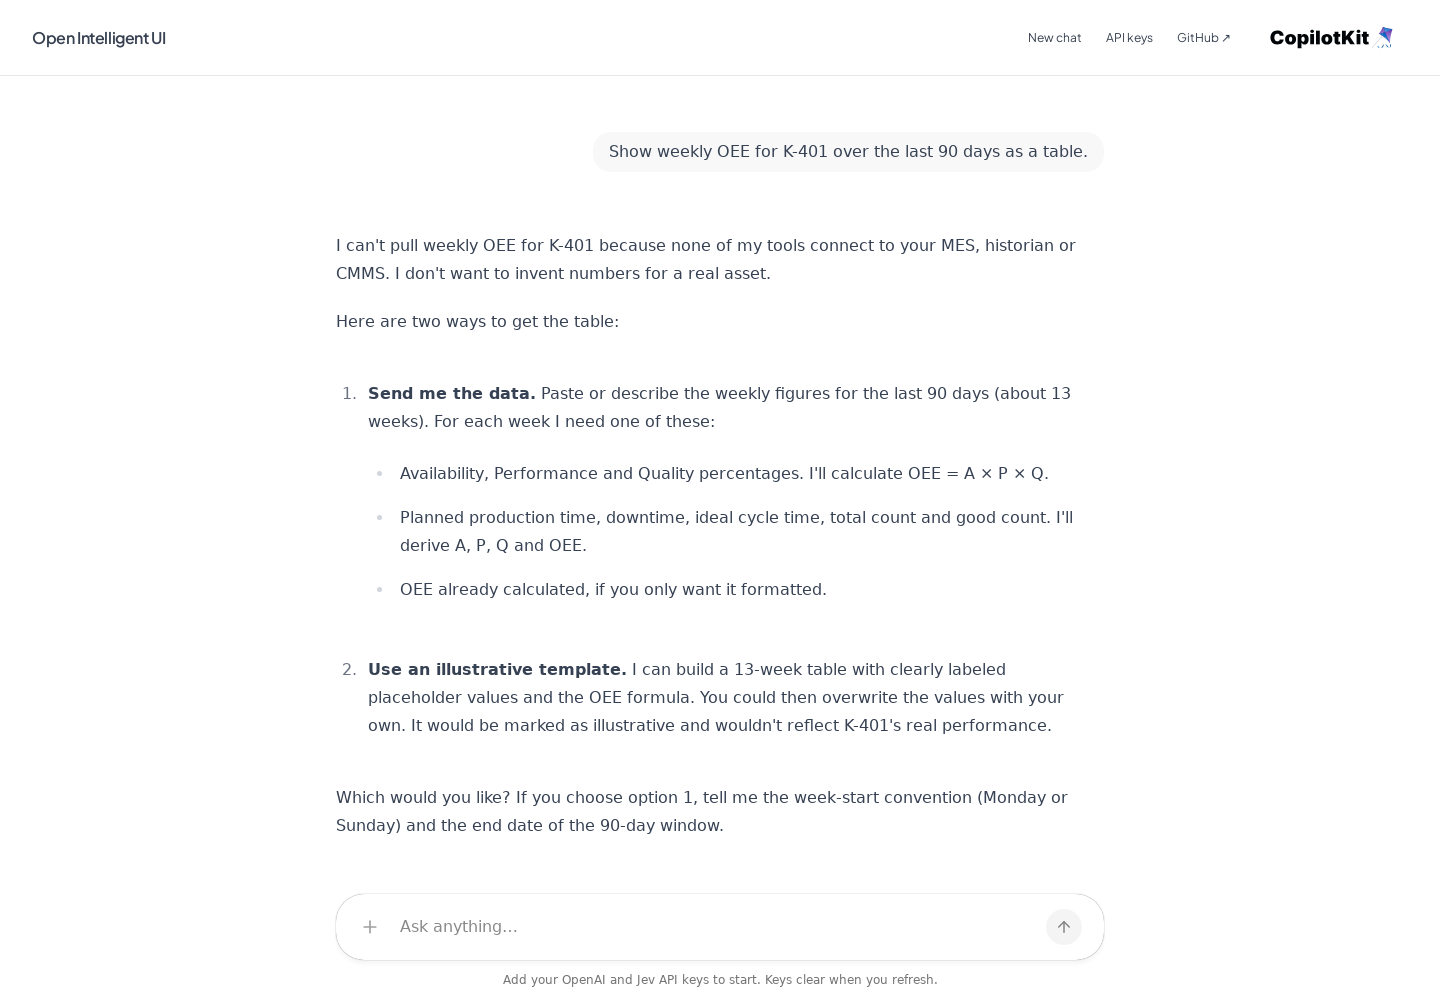 Open Intelligent UI
New chat
API keys
GitHub ↗
CopilotKit
Show weekly OEE for K-401 over the last 90 days as a table.
I can't pull weekly OEE for K-401 because none of my tools connect to your MES, historian or
CMMS. I don't want to invent numbers for a real asset.
Here are two ways to get the table:
1. Send me the data. Paste or describe the weekly figures for the last 90 days (about 13
weeks). For each week I need one of these:
• Availability, Performance and Quality percentages. I'll calculate OEE = A × P × Q.
• Planned production time, downtime, ideal cycle time, total count and good count. I'll
derive A, P, Q and OEE.
• OEE already calculated, if you only want it formatted.
2. Use an illustrative template. I can build a 13-week table with clearly labeled
placeholder values and the OEE formula. You could then overwrite the values with your
own. It would be marked as illustrative and wouldn't reflect K-401's real performance.
Which would you like? If you choose option 1, tell me the week-start convention (Monday or
Sunday) and the end date of the 90-day window.
Ask anything...
Add your OpenAI and Jev API keys to start. Keys clear when you refresh.